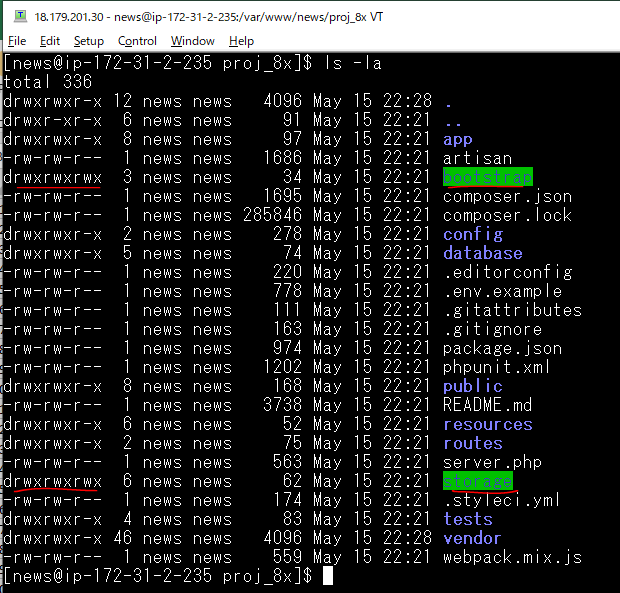 18.179.201.30 - news@ip-172-31-2-235:/var/www/news/proj_8x VT
File Edit Setup Control Window Help
[news@ip-172-31-2-235 proj_8x]$ ls -la
total 336
drwxrwxr-x 12 news news 4096 May 15 22:28 .
drwxr-xr-x 6 news news 91 May 15 22:21 ..
drwxrwxr-x 8 news news 97 May 15 22:21 app
-rw-rw-r-- 1 news news 1686 May 15 22:21 artisan
drwxrwxrwx 3 news news 34 May 15 22:21 bootstrap
-rw-rw-r-- 1 news news 1695 May 15 22:21 composer.json
-rw-rw-r-- 1 news news 285846 May 15 22:21 composer.lock
drwxrwxr-x 2 news news 278 May 15 22:21 config
drwxrwxr-x 5 news news 74 May 15 22:21 database
-rw-rw-r-- 1 news news 220 May 15 22:21 .editorconfig
-rw-rw-r-- 1 news news 778 May 15 22:21 .env.example
-rw-rw-r-- 1 news news 111 May 15 22:21 .gitattributes
-rw-rw-r-- 1 news news 163 May 15 22:21 .gitignore
-rw-rw-r-- 1 news news 974 May 15 22:21 package.json
-rw-rw-r-- 1 news news 1202 May 15 22:21 phpunit.xml
drwxrwxr-x 8 news news 168 May 15 22:21 public
-rw-rw-r-- 1 news news 3738 May 15 22:21 README.md
drwxrwxr-x 6 news news 52 May 15 22:21 resources
drwxrwxr-x 2 news news 75 May 15 22:21 routes
-rw-rw-r-- 1 news news 563 May 15 22:21 server.php
drwxrwxrwx 6 news news 62 May 15 22:21 storage
-rw-rw-r-- 1 news news 174 May 15 22:21 .styleci.yml
drwxrwxr-x 4 news news 83 May 15 22:21 tests
drwxrwxr-x 46 news news 4096 May 15 22:28 vendor
-rw-rw-r-- 1 news news 559 May 15 22:21 webpack.mix.js
[news@ip-172-31-2-235 proj_8x]$